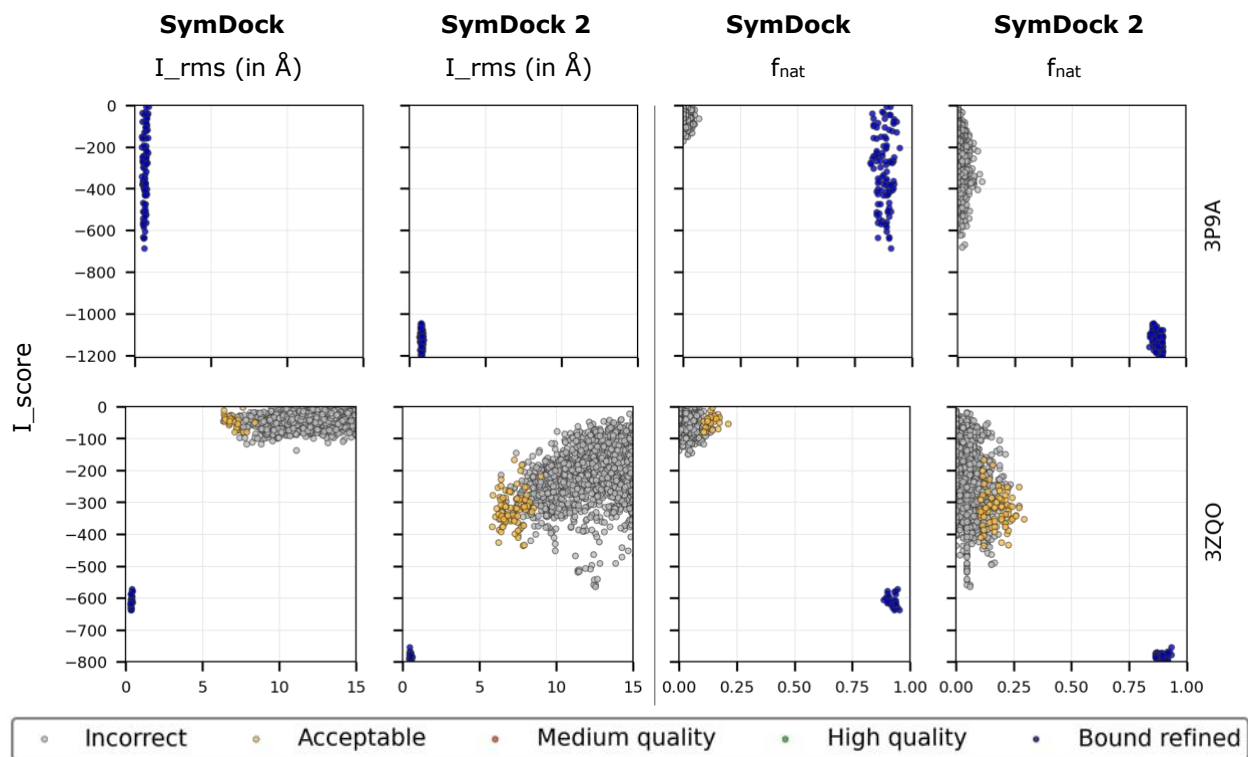 SymDock SymDock 2 SymDock SymDock 2
I_rms (in Å) I_rms (in Å) fnat fnat
0
−200
−400
−600
−800
−1000
−1200
3P9A
I_score
0
−100
−200
−300
−400
−500
−600
−700
−800
3ZQO
0 5 10 15 0 5 10 15 0.00 0.25 0.50 0.75 1.00 0.00 0.25 0.50 0.75 1.00
Incorrect Acceptable Medium quality High quality Bound refined